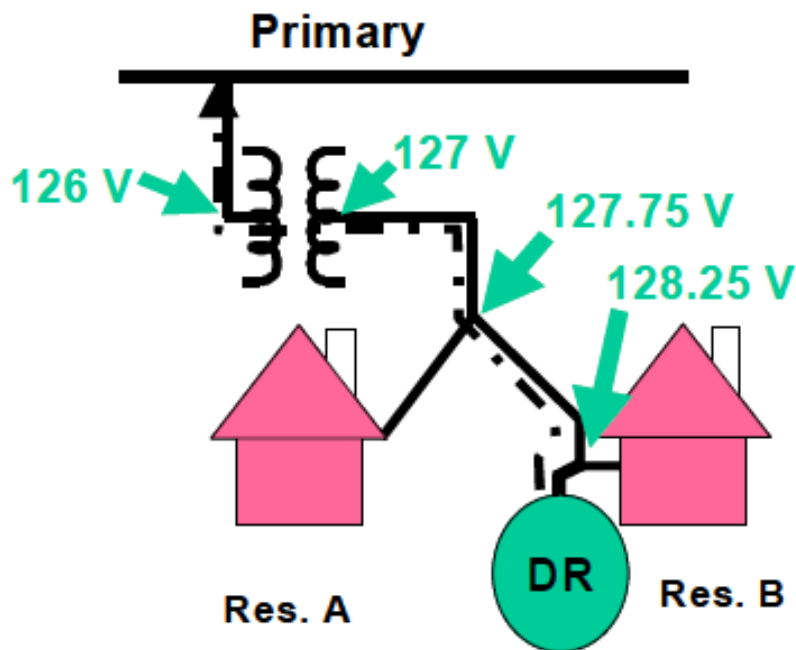 Primary
126 V
127 V
127.75 V
128.25 V
DR
Res. A
Res. B